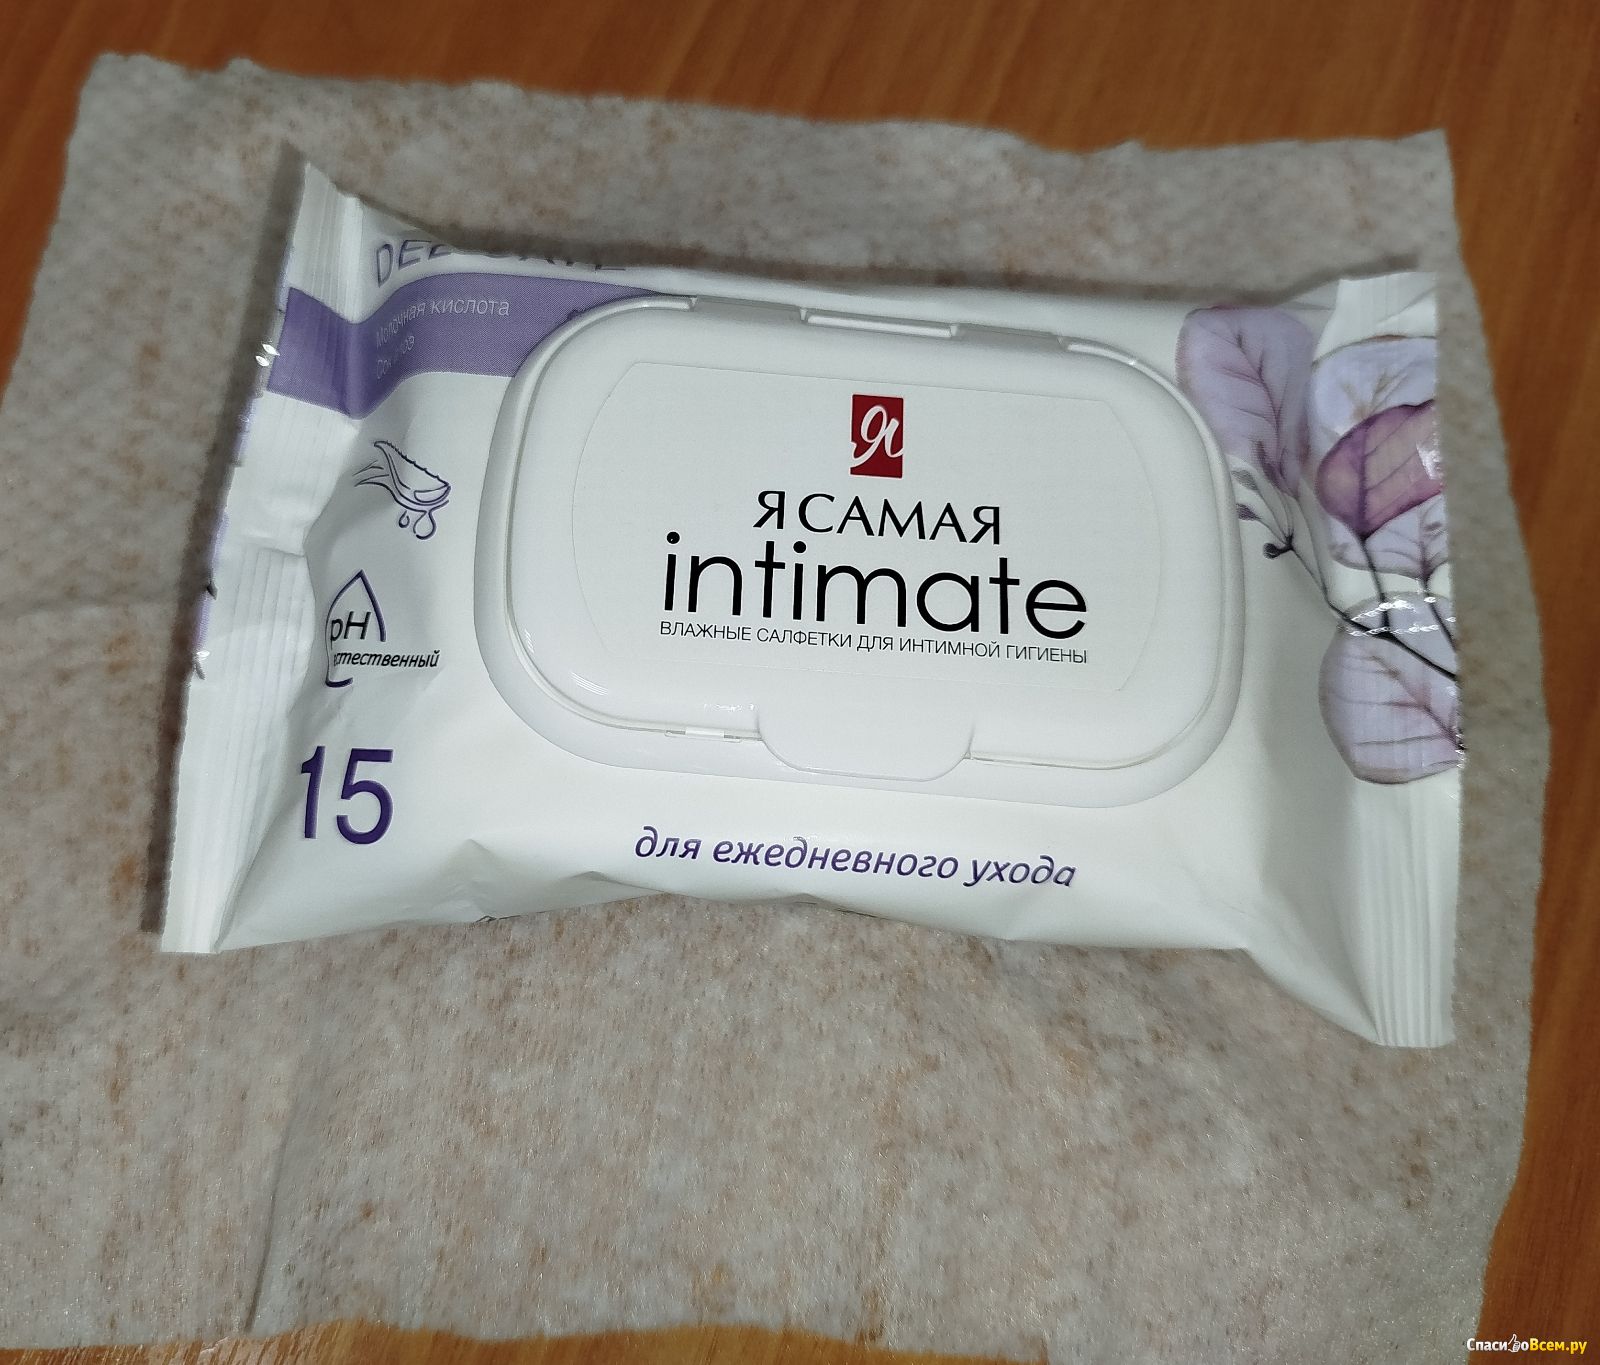 Молочная кислота
Я
Я САМАЯ
intimate
ВЛАЖНЫЕ САЛФЕТКИ ДЛЯ ИНТИМНОЙ ГИГИЕНЫ
pH
15
для ежедневного ухода
СпасибоВсем.ру